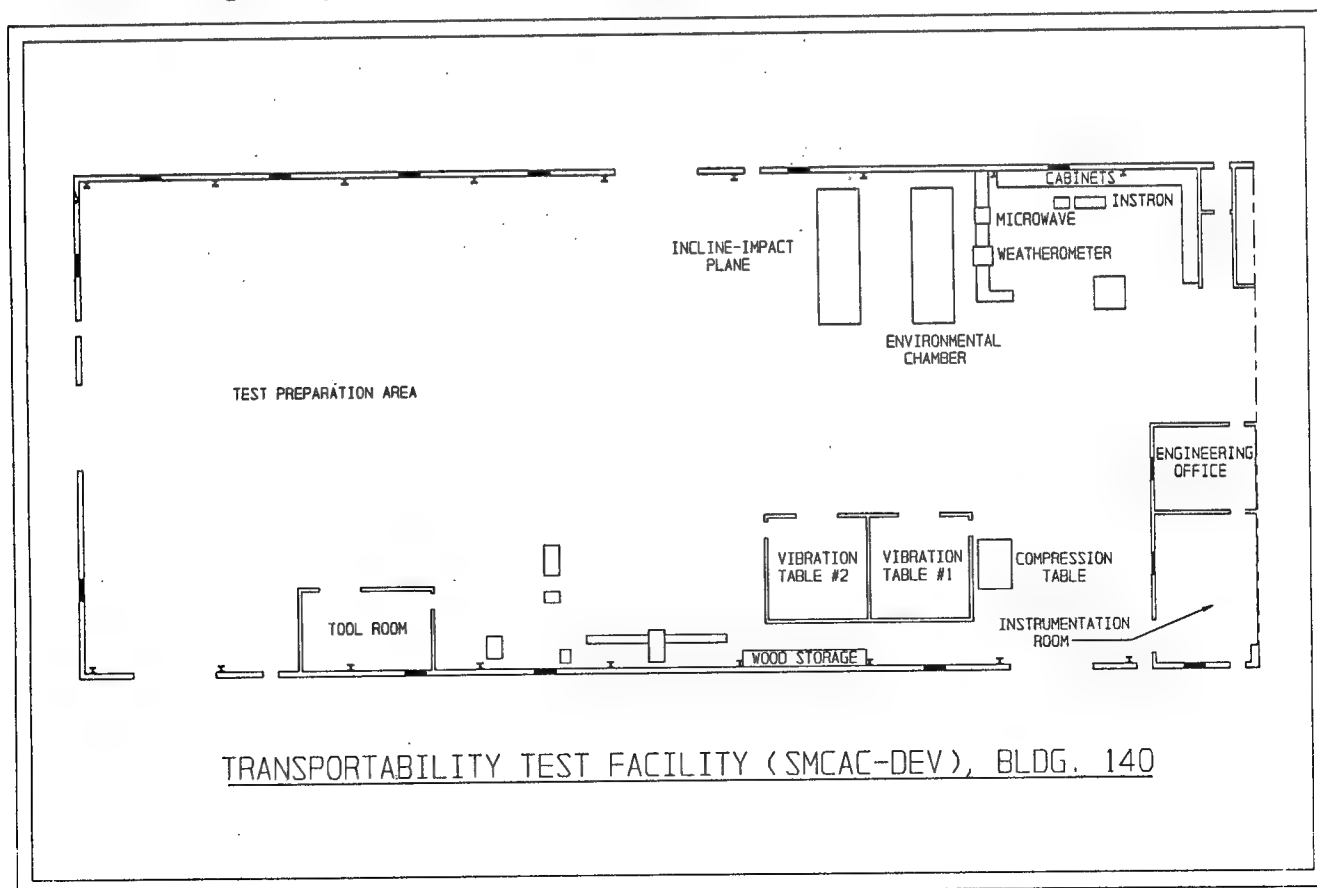 CABINETS
INSTRON
MICROWAVE
INCLINE-IMPACT
PLANE
WEATHEROMETER
ENVIRONMENTAL
CHAMBER
TEST PREPARATION AREA
ENGINEERING
OFFICE
VIBRATION
TABLE #2
VIBRATION
TABLE #1
COMPRESSION
TABLE
TOOL ROOM
INSTRUMENTATION
ROOM
WOOD STORAGE
TRANSPORTABILITY TEST FACILITY (SMCAC-DEV), BLDG. 140